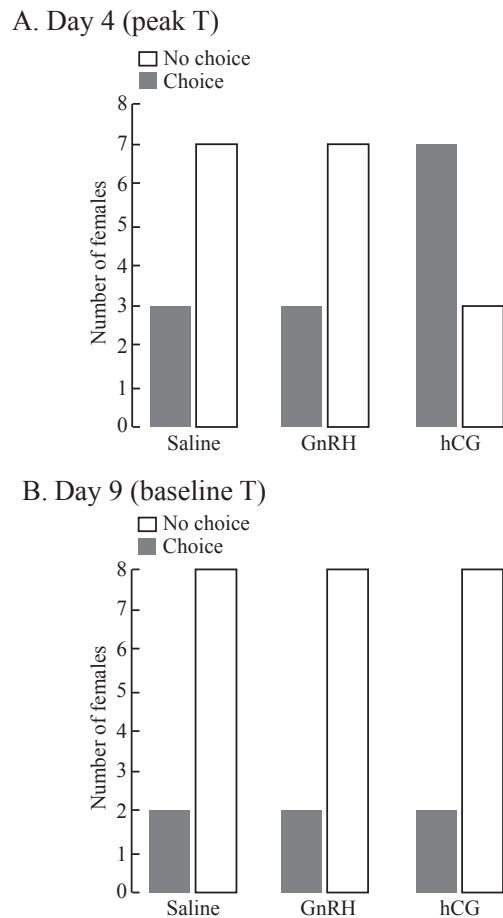 A. Day 4 (peak T)
No choice
Choice
8
7
6
5
4
3
2
1
0
Number of females
Saline GnRH hCG
B. Day 9 (baseline T)
No choice
Choice
8
7
6
5
4
3
2
1
0
Number of females
Saline GnRH hCG